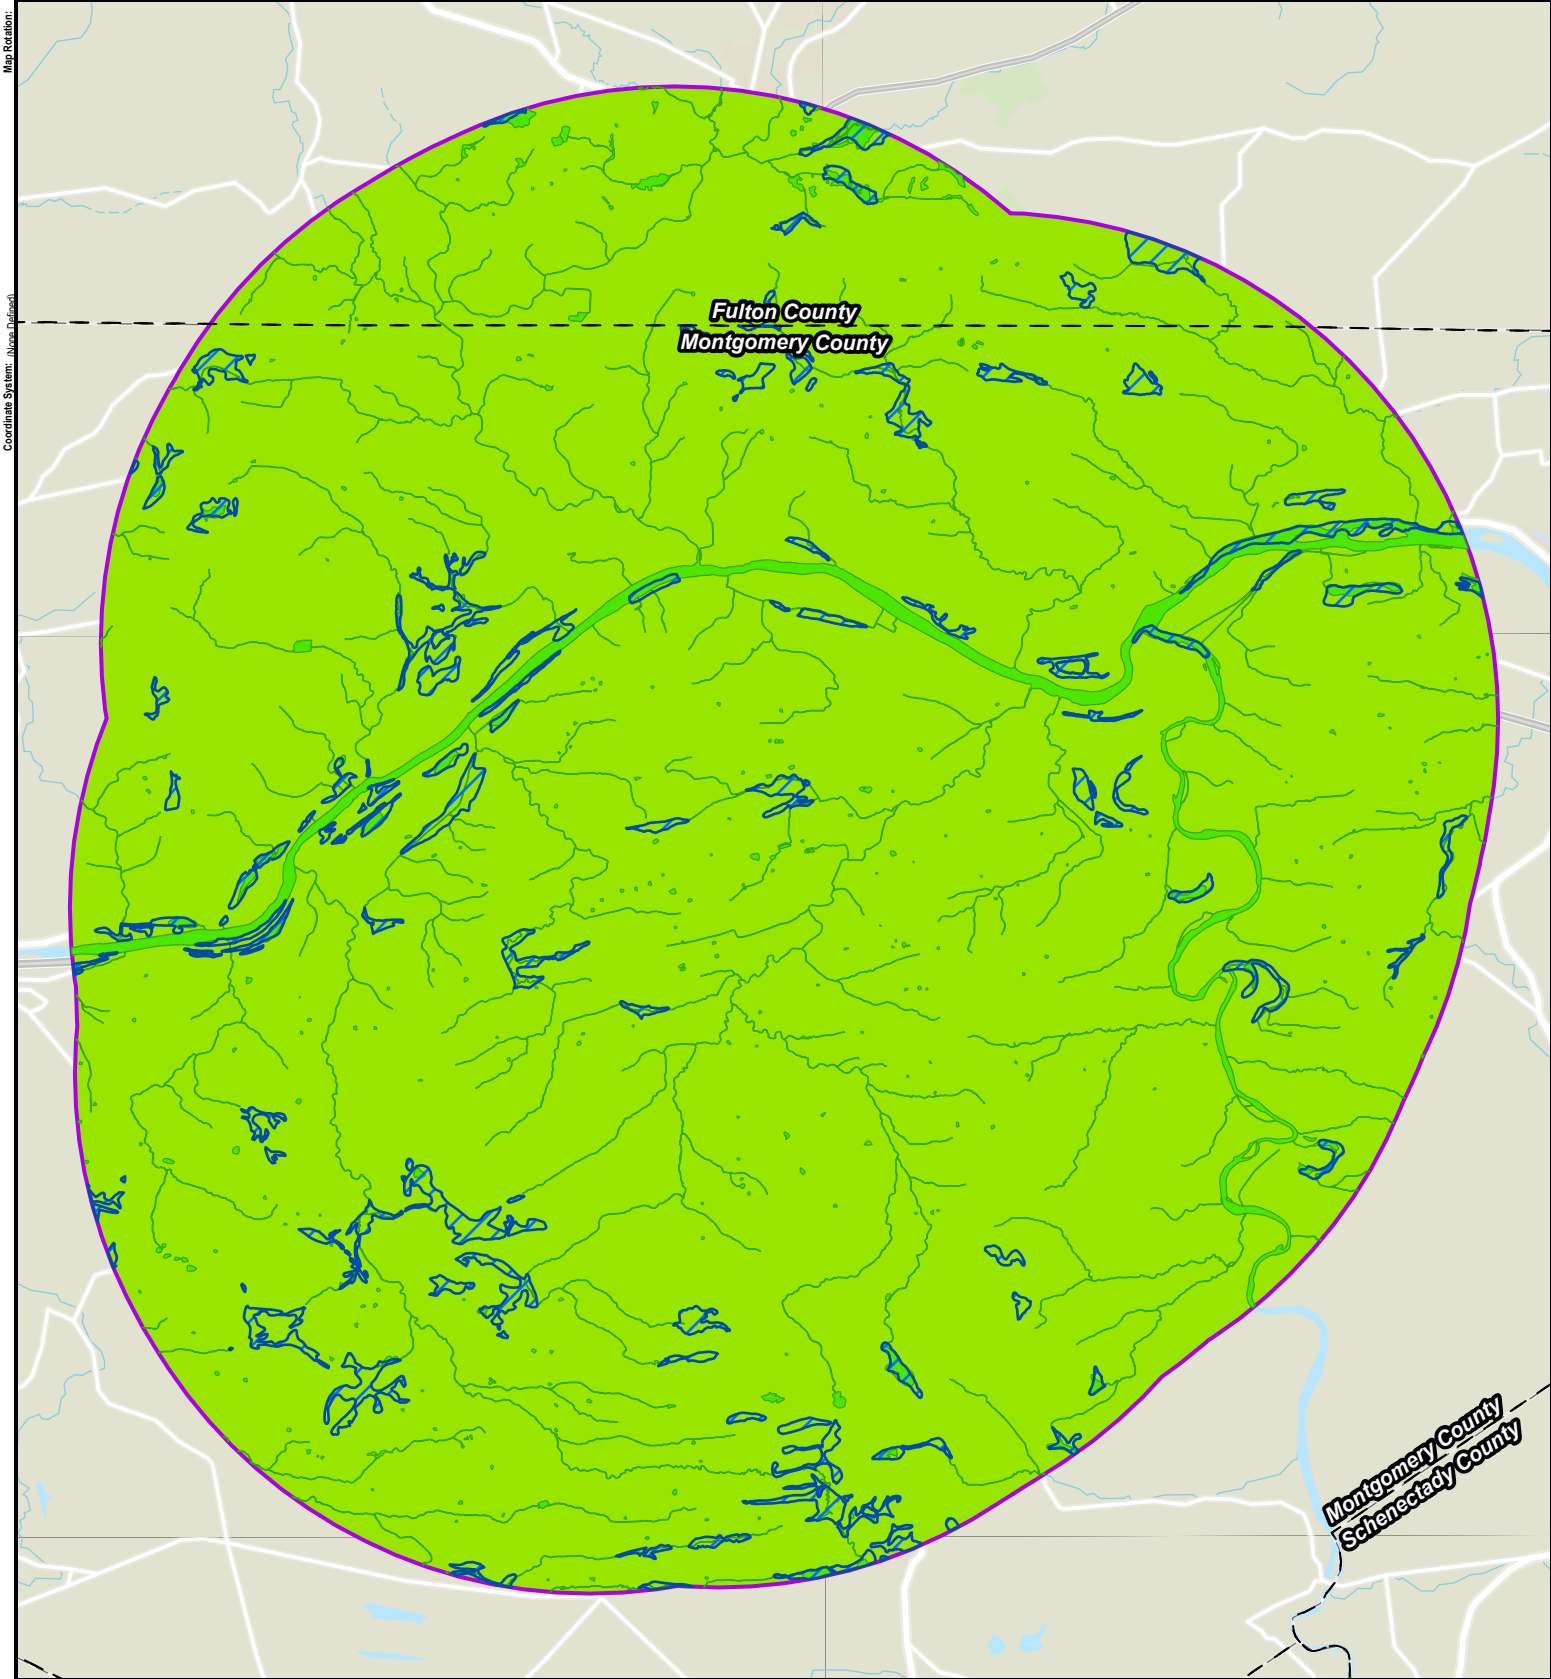 Map Rotation:
Coordinate System: (None Defined)
Fulton County
Montgomery County
Montgomery County
Schenectady County